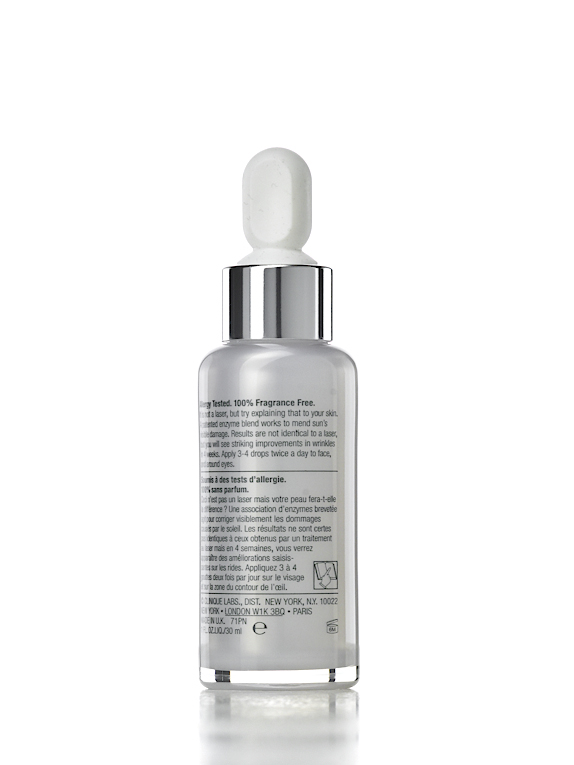 Tested. 100% Fragrance Free.
a laser, but try explaining that to your skin.
enzyme blend works to mend sun's
damage. Results are not identical to a laser,
you will see striking improvements in wrinkles
weeks. Apply 3-4 drops twice a day to face,
around eyes.
à des tests d'allergie.
100% sans parfum.
n'est pas un laser mais votre peau fera-t-elle
différence ? Une association d'enzymes brevetée
pour corriger visiblement les dommages
par le soleil. Les résultats ne sont certes
identiques à ceux obtenus par un traitement
laser mais en 4 semaines, vous verrez
des améliorations saisis-
sur les rides. Appliquez 3 à 4
deux fois par jour sur le visage
sur la zone du contour de l'œil.
CLINIQUE LABS., DIST. NEW YORK, N.Y. 10022
NEW YORK • LONDON W1K 3BQ • PARIS
MADE IN U.K. 71PN
FL.OZ.LIQ./30 ml ℮